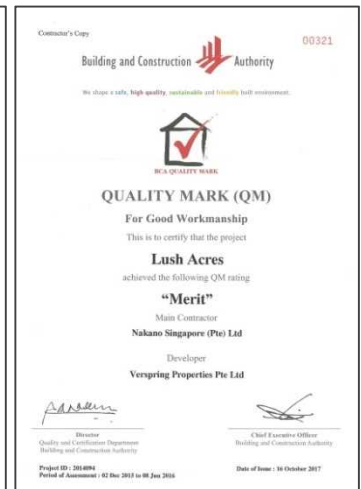 Contractor's Copy
00321
Building and Construction Authority
We shape a safe, high quality, sustainable and friendly built environment.
BCA QUALITY MARK
QUALITY MARK (QM)
For Good Workmanship
This is to certify that the project
Lush Acres
achieved the following QM rating
“Merit”
Main Contractor
Nakano Singapore (Pte) Ltd
Developer
Verspring Properties Pte Ltd
Director
Quality and Certification Department
Building and Construction Authority
Chief Executive Officer
Building and Construction Authority
Project ID : 2014094
Period of Assessment : 02 Dec 2013 to 08 Jan 2016
Date of Issue : 16 October 2017